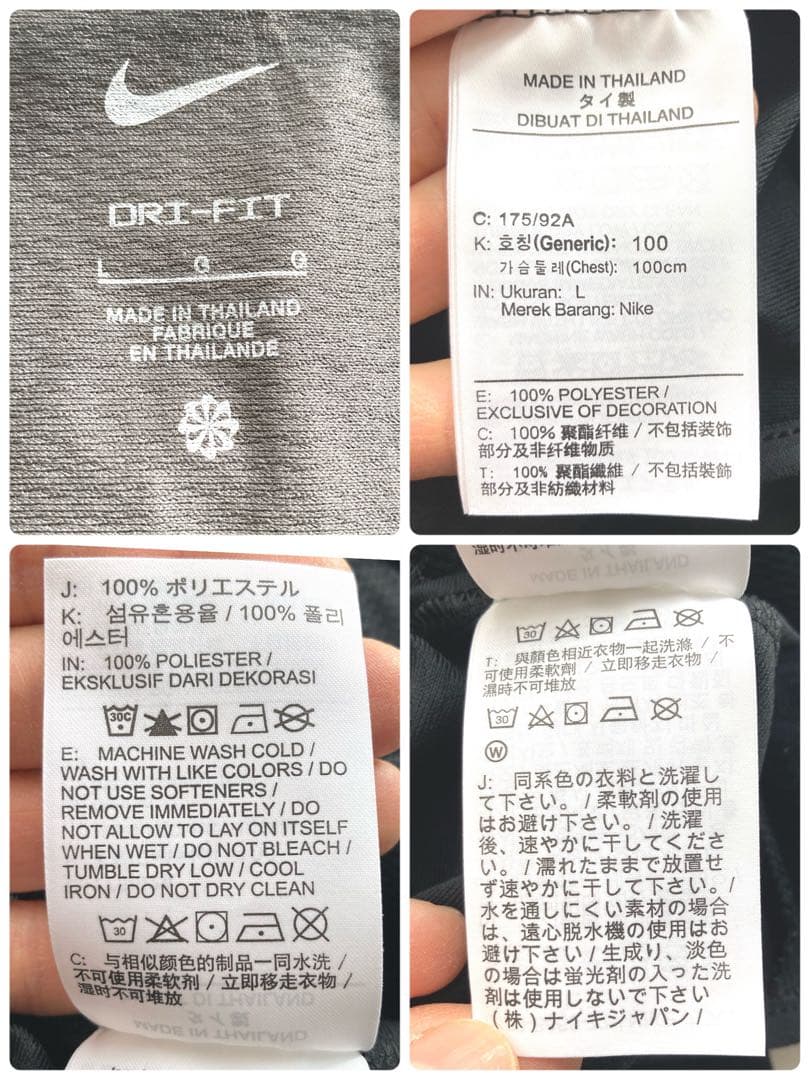 DRI-FIT
L G G
MADE IN THAILAND
FABRIQUE
EN THAILANDE
MADE IN THAILAND
タイ製
DIBUAT DI THAILAND
C: 175/92A
K: 호칭(Generic): 100
가슴둘레(Chest): 100cm
IN: Ukuran: L
Merek Barang: Nike
E: 100% POLYESTER /
EXCLUSIVE OF DECORATION
C: 100% 聚酯纤维 / 不包括装饰
部分及非纤维物质
T: 100% 聚酯纖維 / 不包括裝飾
部分及非紡織材料
J: 100% ポリエステル
K: 섬유혼용율 / 100% 폴리
에스터
IN: 100% POLIESTER /
EKSKLUSIF DARI DEKORASI
30C
E: MACHINE WASH COLD /
WASH WITH LIKE COLORS / DO
NOT USE SOFTENERS /
REMOVE IMMEDIATELY / DO
NOT ALLOW TO LAY ON ITSELF
WHEN WET / DO NOT BLEACH /
TUMBLE DRY LOW / COOL
IRON / DO NOT DRY CLEAN
30
C: 与相似颜色的制品一同水洗 /
不可使用柔软剂 / 立即移走衣物 /
湿时不可堆放
MADE IN THAILAND
30
T: 與顏色相近衣物一起洗滌 / 不
可使用柔軟劑 / 立即移走衣物 /
濕時不可堆放
30
W
J: 同系色の衣料と洗濯し
て下さい。/ 柔軟剤の使用
はお避け下さい。/ 洗濯
後、速やかに干してくださ
い。/ 濡れたままで放置せ
ず速やかに干して下さい。/
水を通しにくい素材の場合
は、遠心脱水機の使用はお
避け下さい / 生成り、淡色
の場合は蛍光剤の入った洗
剤は使用しないで下さい
(株) ナイキジャパン /